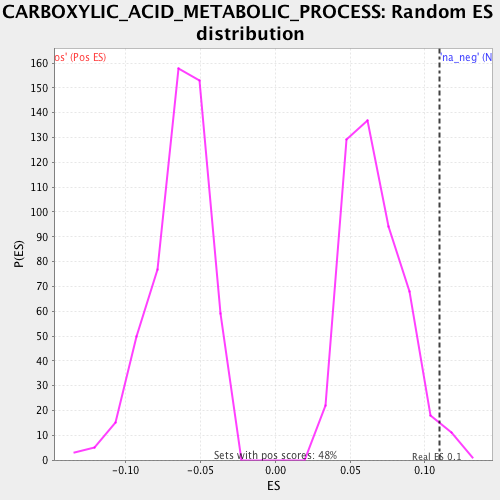 CARBOXYLIC_ACID_METABOLIC_PROCESS: Random ES
distribution
os' (Pos ES)
'na_neg' (N
160
150
140
130
120
110
100
90
80
70
60
50
40
30
20
10
0
P(ES)
Sets with pos scores: 48%
Real ES 0.1
-0.10
-0.05
0.00
0.05
0.10
ES